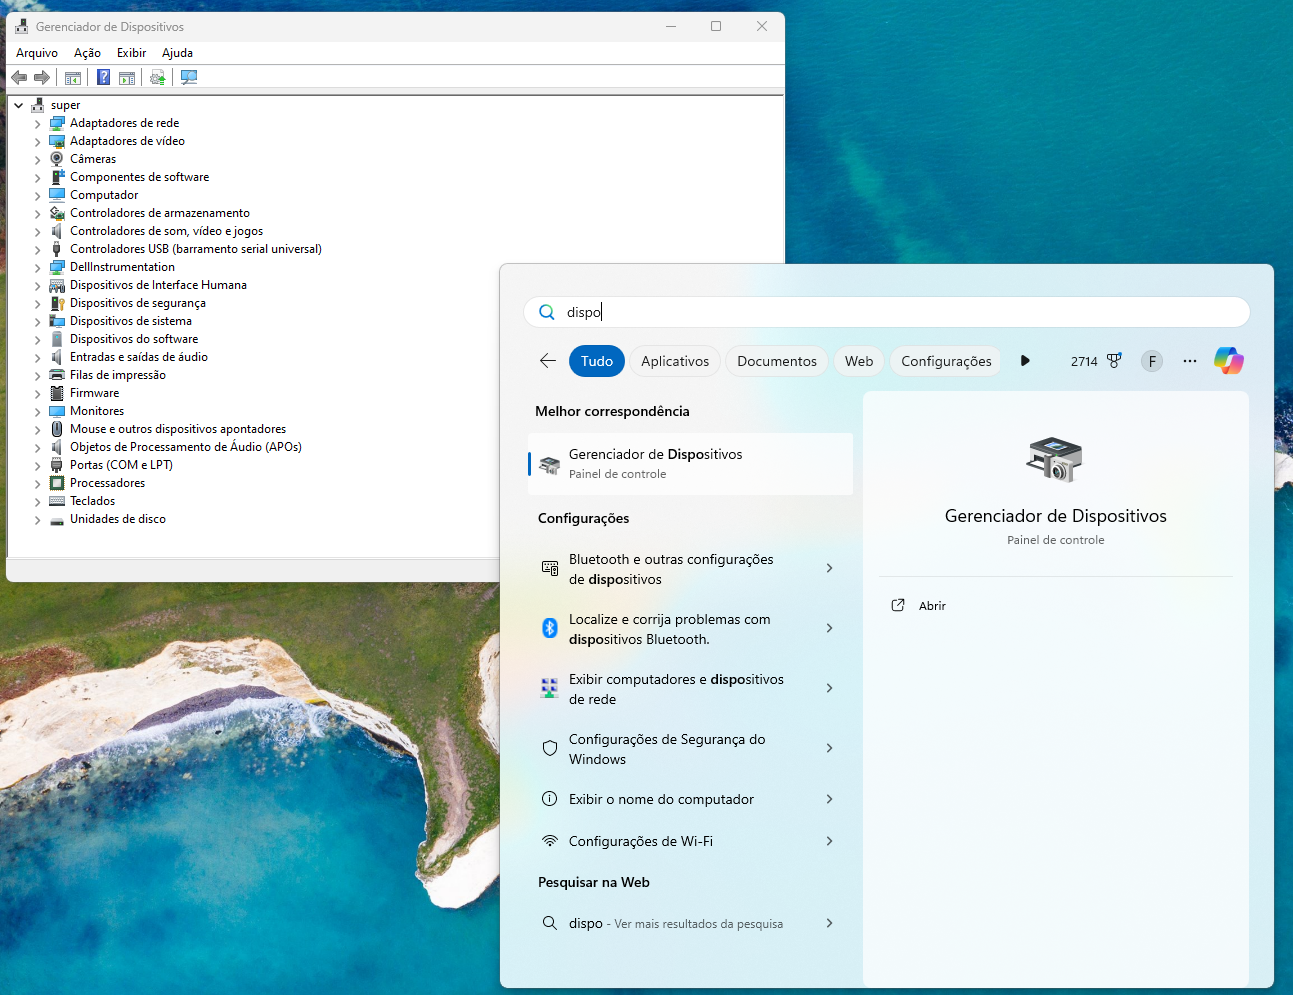 Gerenciador de Dispositivos
Arquivo Ação Exibir Ajuda
super
Adaptadores de rede
Adaptadores de vídeo
Câmeras
Componentes de software
Computador
Controladores de armazenamento
Controladores de som, vídeo e jogos
Controladores USB (barramento serial universal)
DellInstrumentation
Dispositivos de Interface Humana
Dispositivos de segurança
Dispositivos de sistema
Dispositivos do software
Entradas e saídas de áudio
Filas de impressão
Firmware
Monitores
Mouse e outros dispositivos apontadores
Objetos de Processamento de Áudio (APOs)
Portas (COM e LPT)
Processadores
Teclados
Unidades de disco
dispo
Tudo Aplicativos Documentos Web Configurações 2714 F
Melhor correspondência
Gerenciador de Dispositivos
Painel de controle
Configurações
Bluetooth e outras configurações
de dispositivos
Localize e corrija problemas com
dispositivos Bluetooth.
Exibir computadores e dispositivos
de rede
Configurações de Segurança do
Windows
Exibir o nome do computador
Configurações de Wi-Fi
Pesquisar na Web
dispo - Ver mais resultados da pesquisa
Gerenciador de Dispositivos
Painel de controle
Abrir